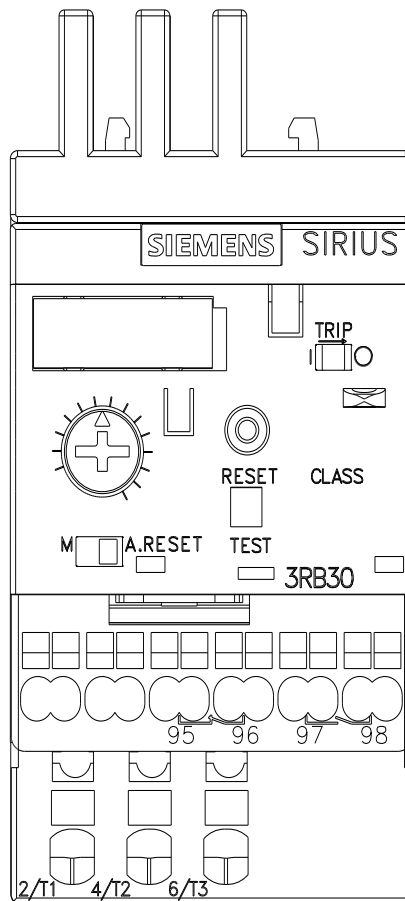 SIEMENS SIRIUS
TRIP
I O
RESET CLASS
M A.RESET TEST
3RB30
95 96 97 98
2/T1 4/T2 6/T3